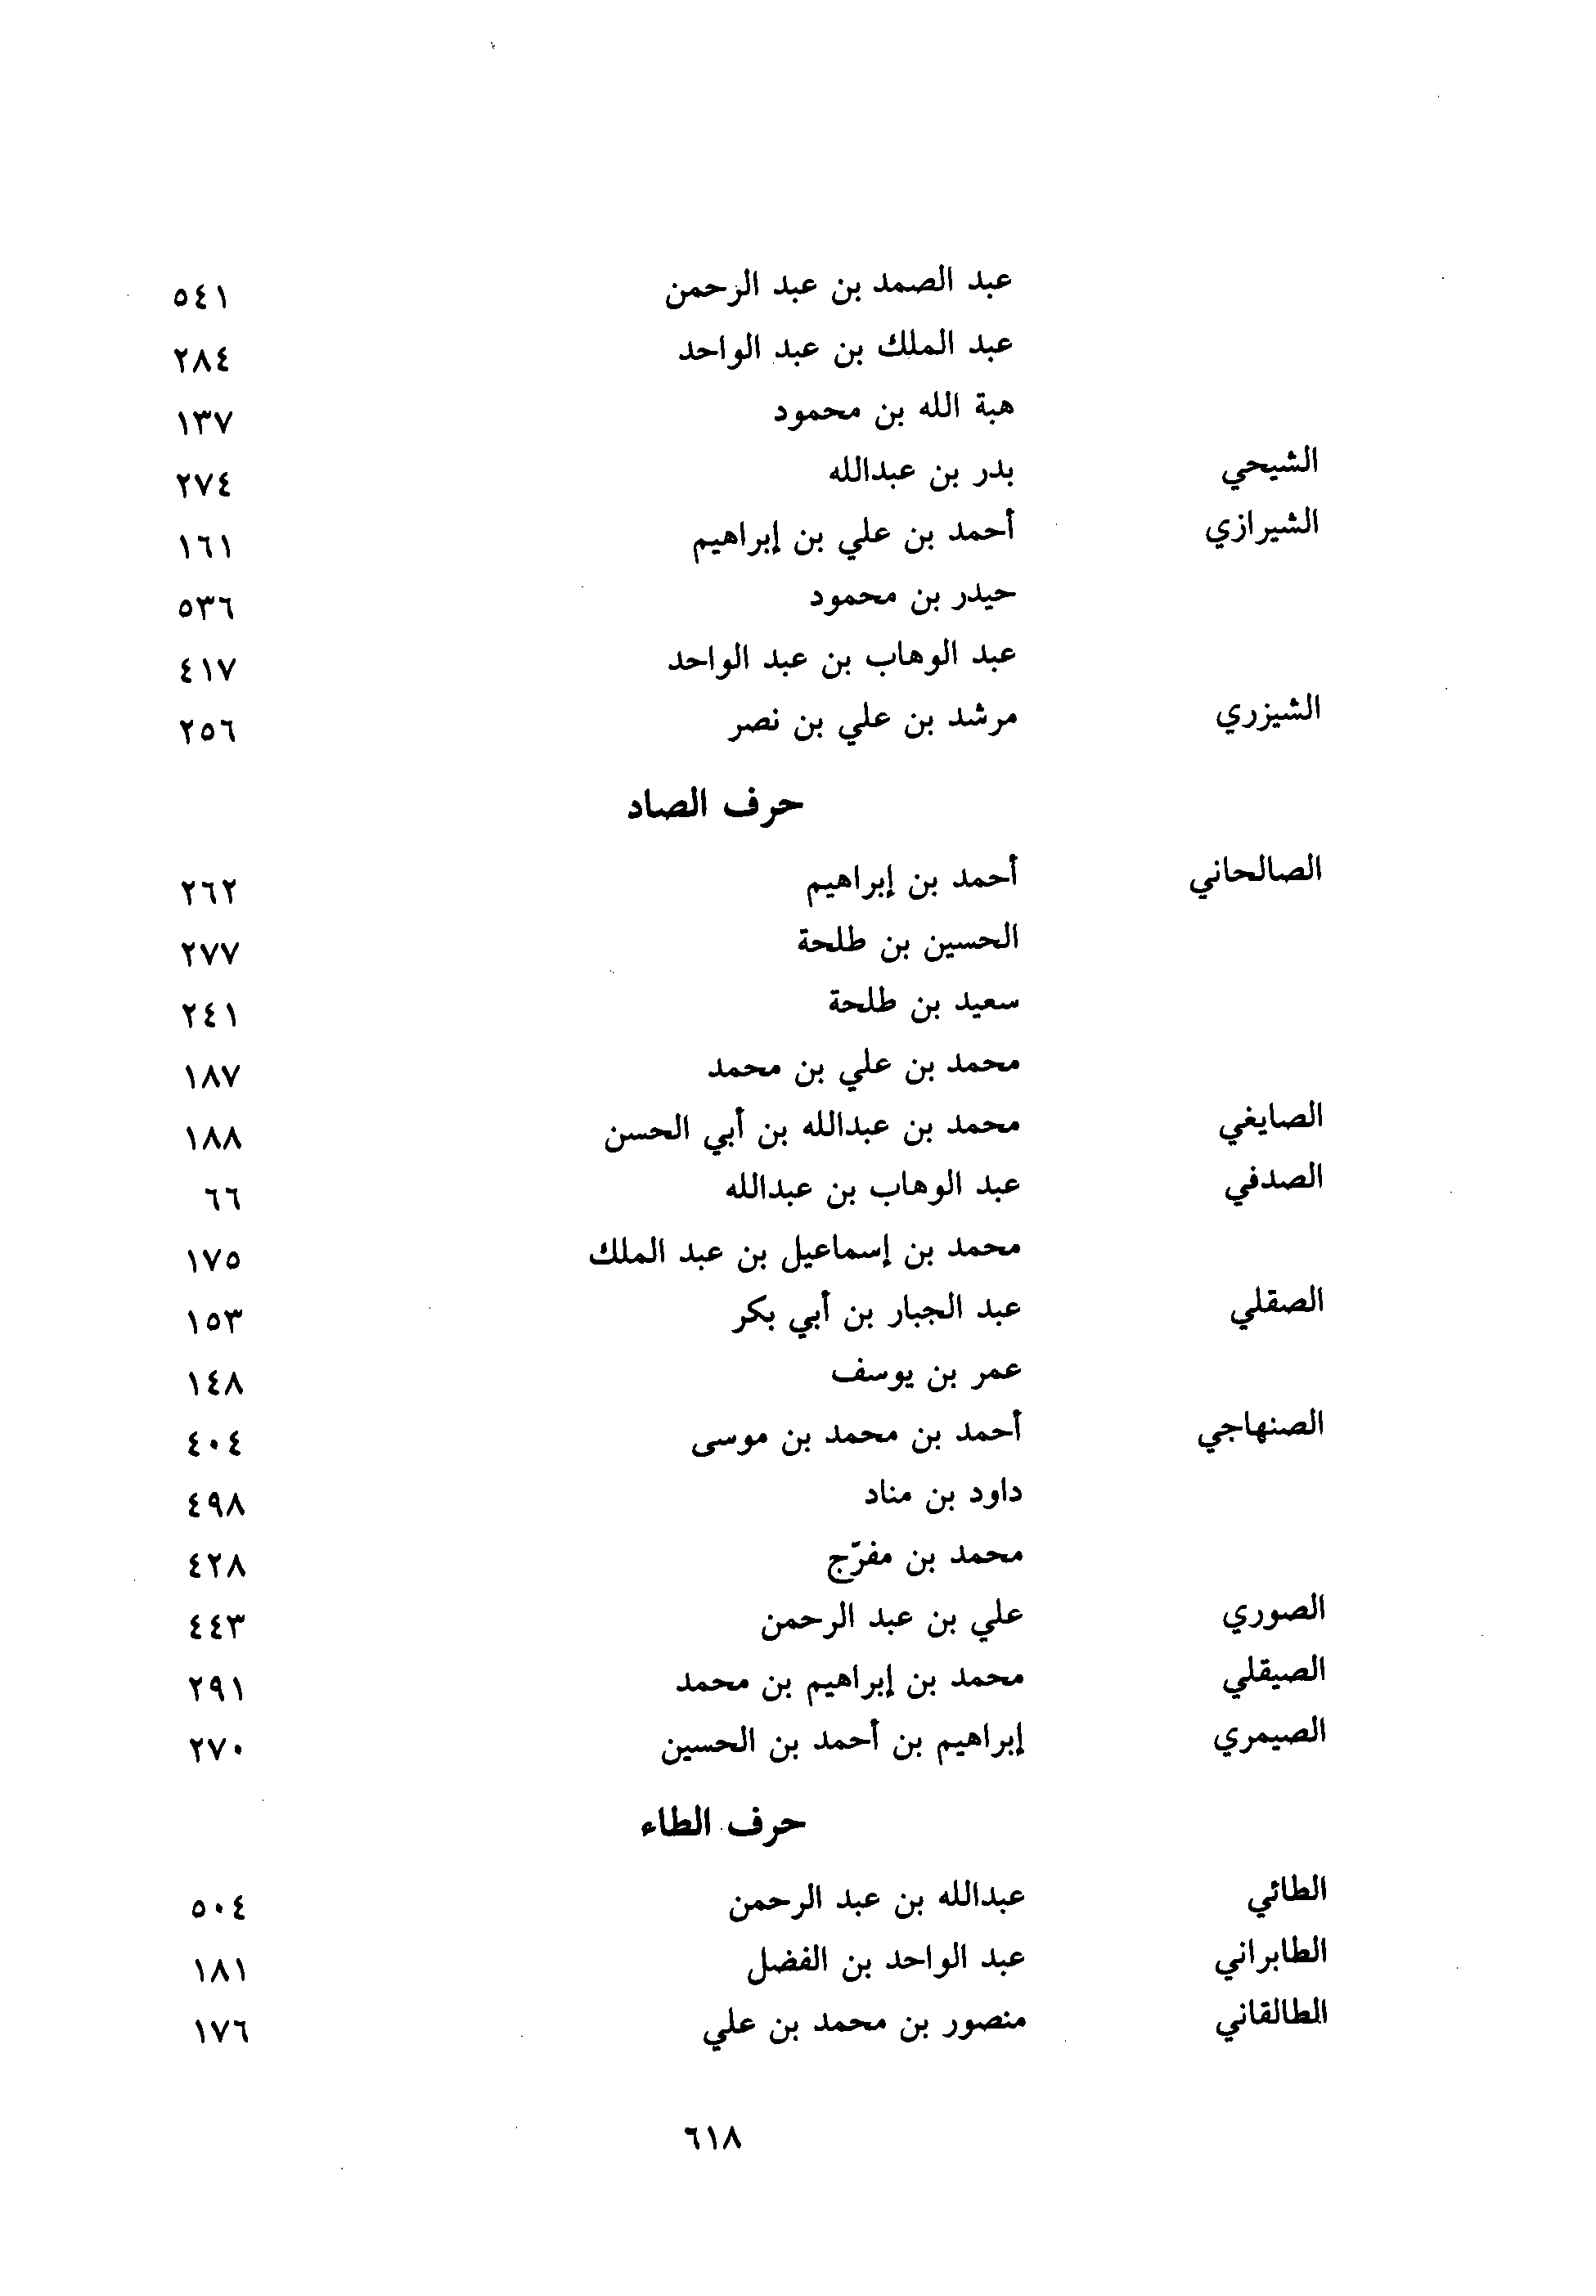 عبد الصمد بن عبد الرحمن ٥٤١
عبد الملك بن عبد الواحد ٢٨٤
هبة الله بن محمود ١٣٧
الشيحي بدر بن عبدالله ٢٧٤
الشيرازي أحمد بن علي بن إبراهيم ١٦١
حيدر بن محمود ٥٣٦
عبد الوهاب بن عبد الواحد ٤١٧
الشيزري مرشد بن علي بن نصر ٢٥٦
حرف الصاد
الصالحاني أحمد بن إبراهيم ٢٦٢
الحسين بن طلحة ٢٧٧
سعيد بن طلحة ٢٤١
محمد بن علي بن محمد ١٨٧
الصايغي محمد بن عبدالله بن أبي الحسن ١٨٨
الصدفي عبد الوهاب بن عبدالله ٦٦
محمد بن إسماعيل بن عبد الملك ١٧٥
الصقلي عبد الجبار بن أبي بكر ١٥٣
عمر بن يوسف ١٤٨
الصنهاجي أحمد بن محمد بن موسى ٤٠٤
داود بن مناد ٤٩٨
محمد بن مفرّج ٤٢٨
الصوري علي بن عبد الرحمن ٤٤٣
الصيقلي محمد بن إبراهيم بن محمد ٢٩١
الصيمري إبراهيم بن أحمد بن الحسين ٢٧٠
حرف الطاء
الطائي عبدالله بن عبد الرحمن ٥٠٤
الطابراني عبد الواحد بن الفضل ١٨١
الطالقاني منصور بن محمد بن علي ١٧٦
٦١٨